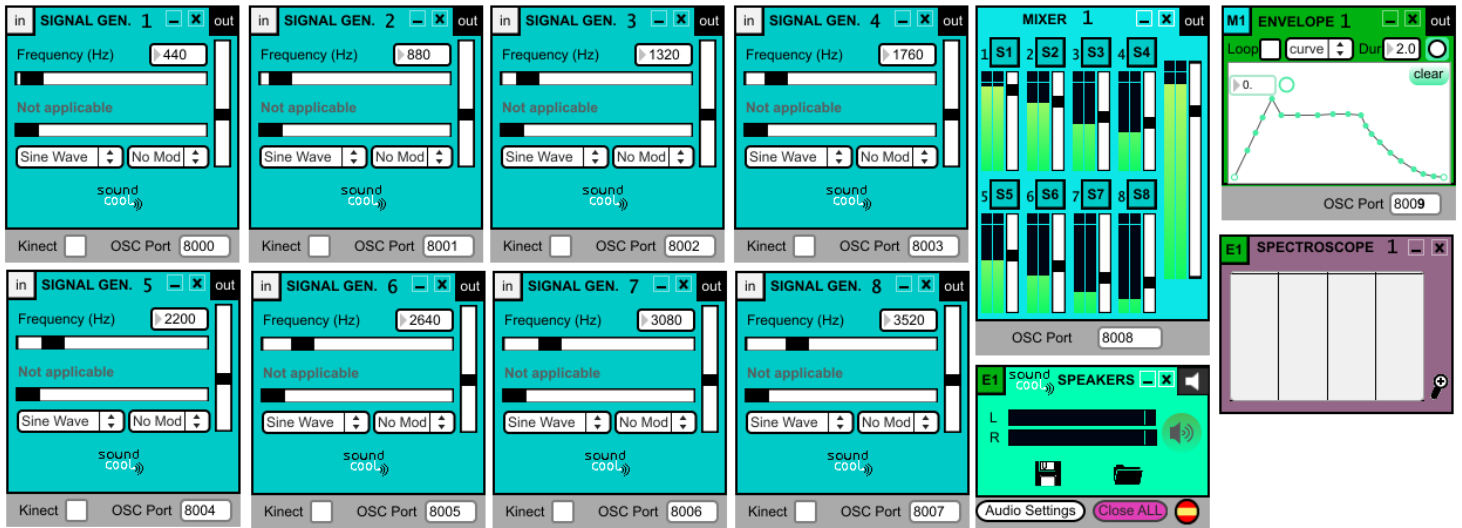 in SIGNAL GEN. 1 out
Frequency (Hz) 440
Not applicable
Sine Wave No Mod
sound
cool
Kinect OSC Port 8000
in SIGNAL GEN. 2 out
Frequency (Hz) 880
Not applicable
Sine Wave No Mod
sound
cool
Kinect OSC Port 8001
in SIGNAL GEN. 3 out
Frequency (Hz) 1320
Not applicable
Sine Wave No Mod
sound
cool
Kinect OSC Port 8002
in SIGNAL GEN. 4 out
Frequency (Hz) 1760
Not applicable
Sine Wave No Mod
sound
cool
Kinect OSC Port 8003
MIXER 1 out
1 S1 2 S2 3 S3 4 S4
5 S5 6 S6 7 S7 8 S8
OSC Port 8008
M1 ENVELOPE 1 out
Loop curve Dur 2.0
clear
0.
OSC Port 8009
E1 SPECTROSCOPE 1
in SIGNAL GEN. 5 out
Frequency (Hz) 2200
Not applicable
Sine Wave No Mod
sound
cool
Kinect OSC Port 8004
in SIGNAL GEN. 6 out
Frequency (Hz) 2640
Not applicable
Sine Wave No Mod
sound
cool
Kinect OSC Port 8005
in SIGNAL GEN. 7 out
Frequency (Hz) 3080
Not applicable
Sine Wave No Mod
sound
cool
Kinect OSC Port 8006
in SIGNAL GEN. 8 out
Frequency (Hz) 3520
Not applicable
Sine Wave No Mod
sound
cool
Kinect OSC Port 8007
E1 sound cool SPEAKERS
L
R
Audio Settings Close ALL